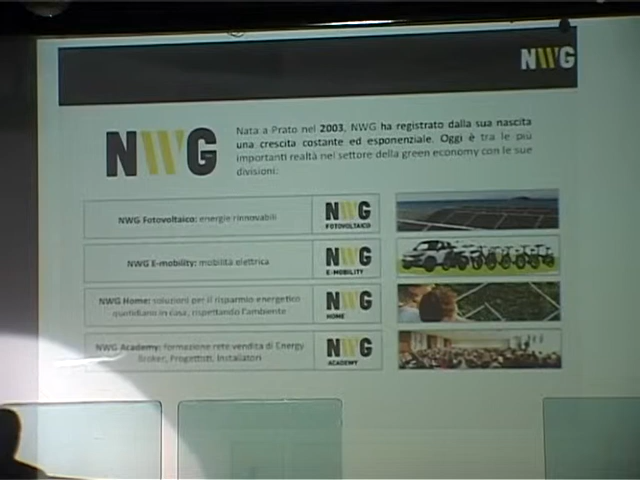 NWG
NWG
Nata a Prato nel 2003, NWG ha registrato dalla sua nascita
una crescita costante ed esponenziale. Oggi è tra le più
importanti realtà nel settore della green economy con le sue
divisioni:
NWG Fotovoltaico: energie rinnovabili
NWG
FOTOVOLTAICO
NWG E-mobility: mobilità elettrica
NWG
E-MOBILITY
NWG Home: soluzioni per il risparmio energetico
quotidiano in casa, rispettando l'ambiente
NWG
HOME
NWG Academy: formazione rete vendita di Energy
Broker, Progettisti, Installatori
NWG
ACADEMY